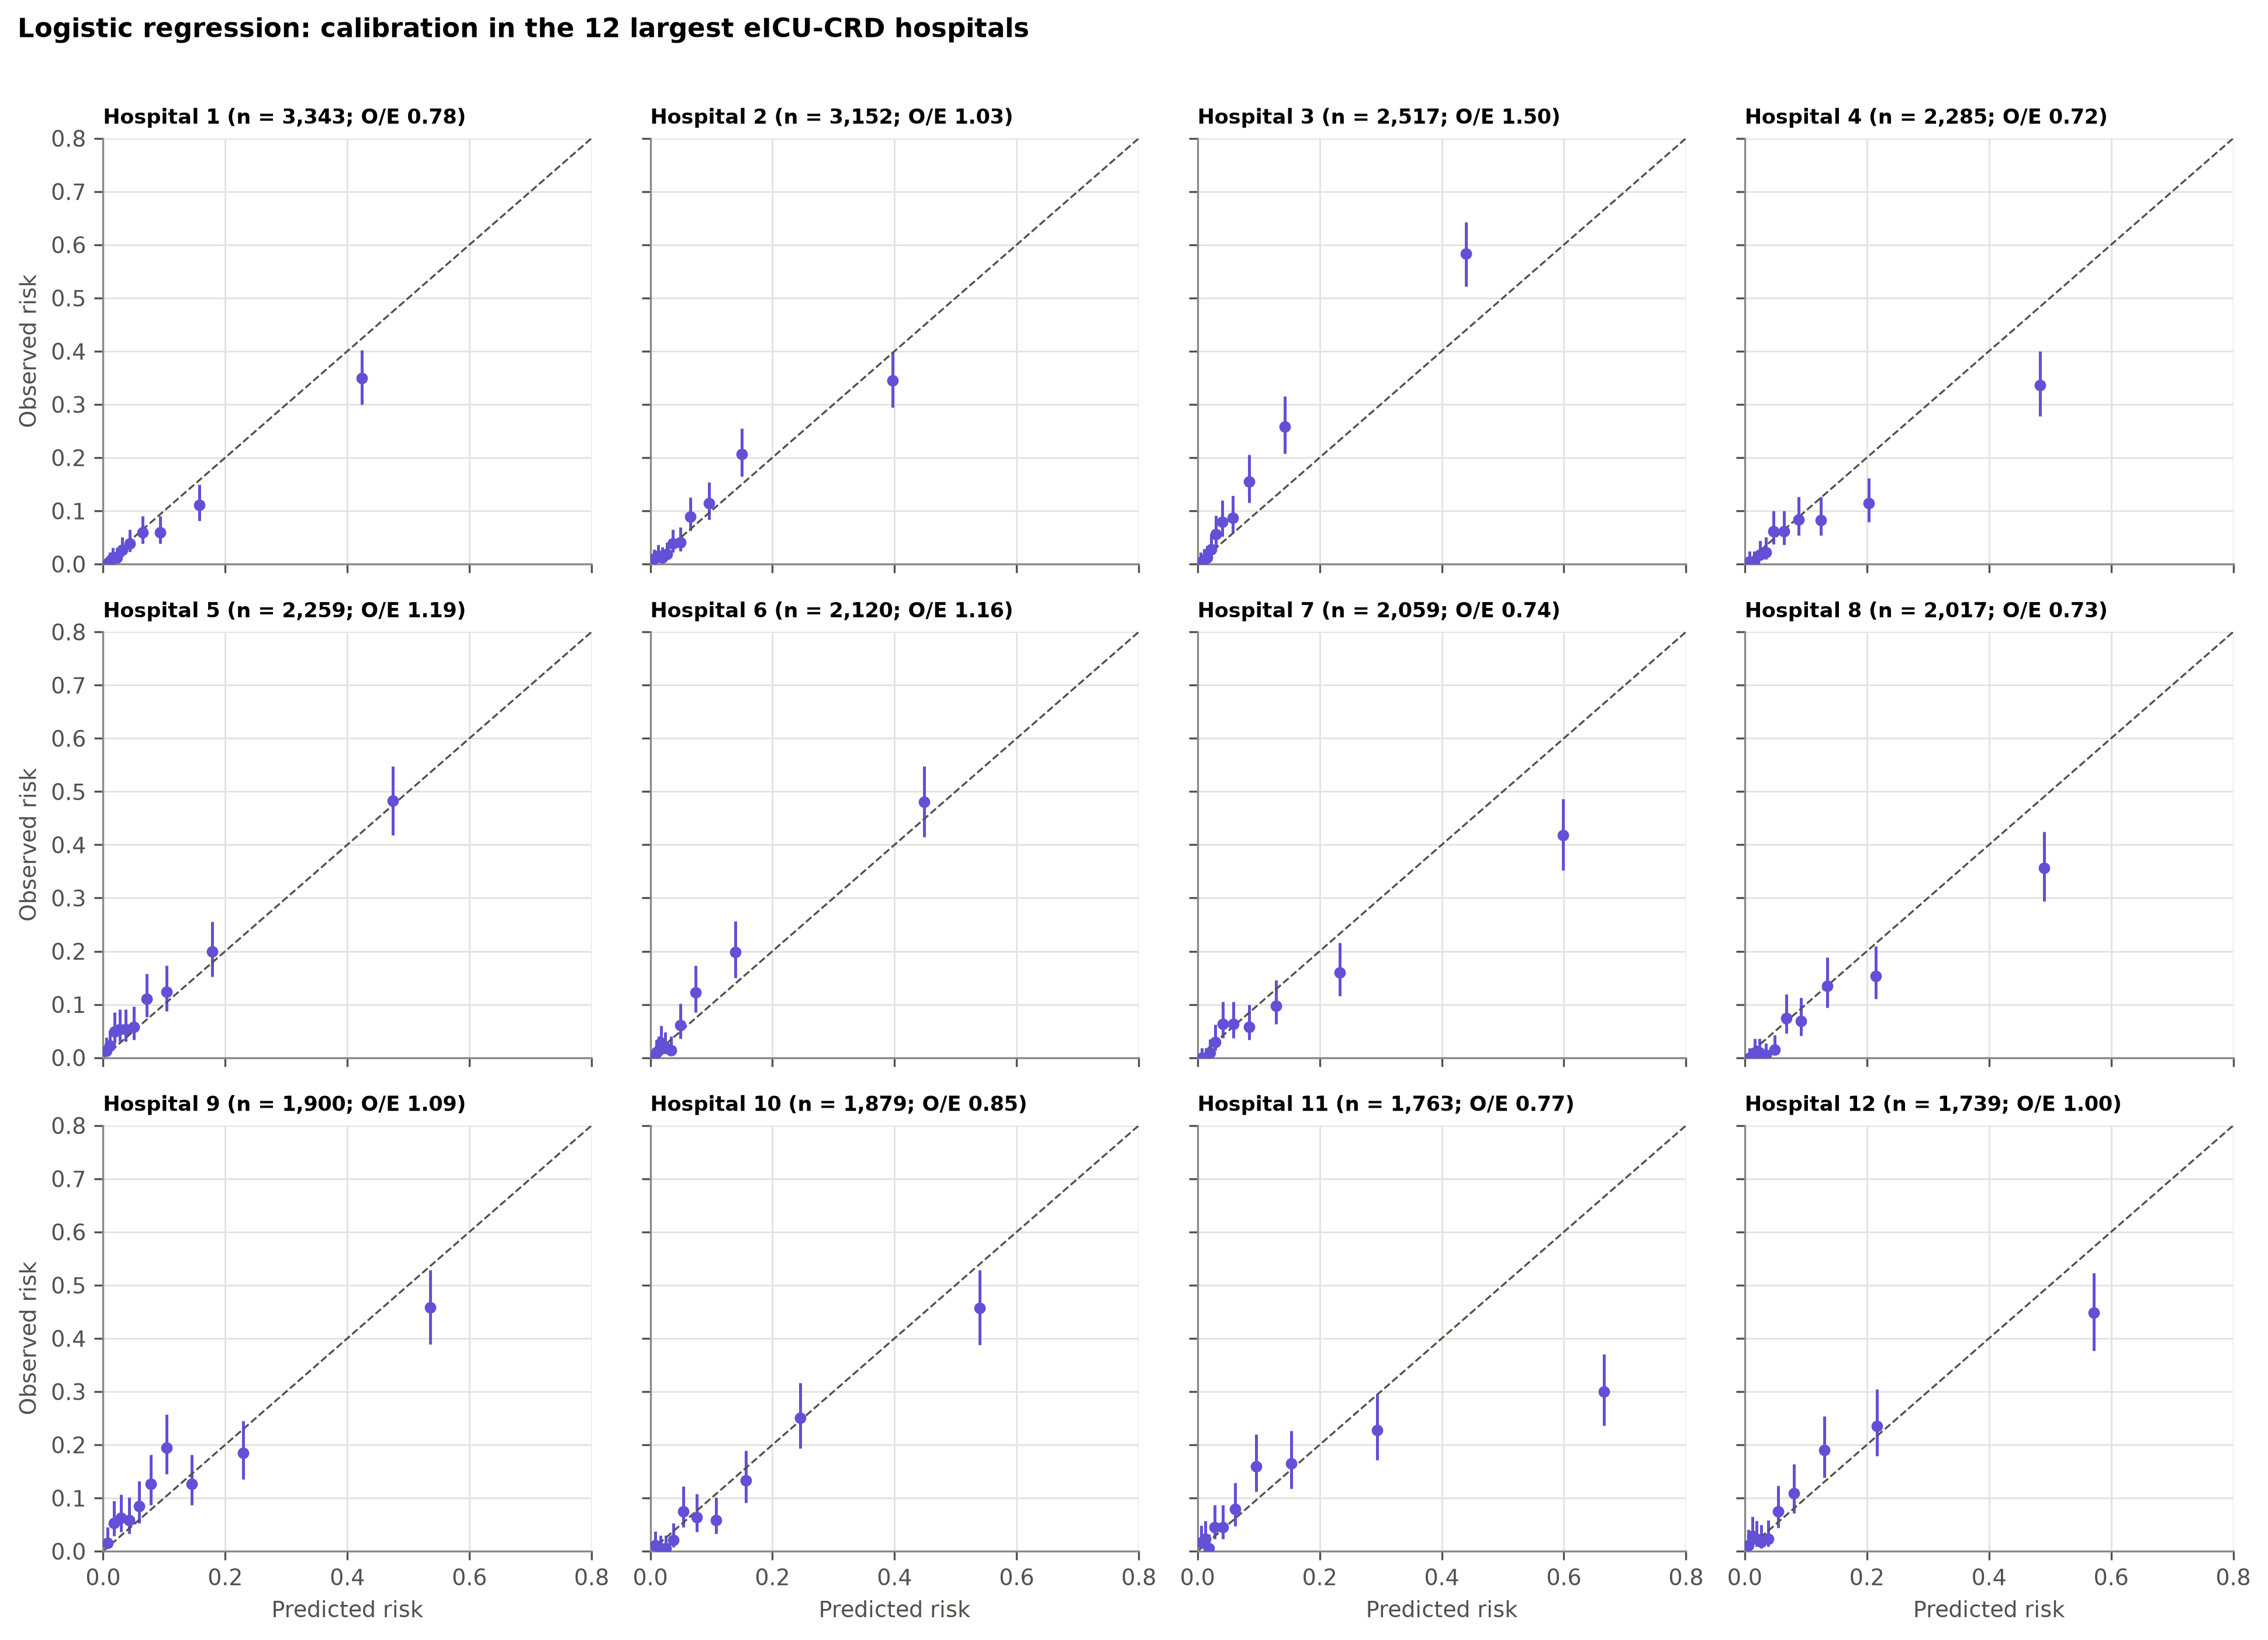 Logistic regression: calibration in the 12 largest eICU-CRD hospitals
Hospital 1 (n = 3,343; O/E 0.78)
Hospital 2 (n = 3,152; O/E 1.03)
Hospital 3 (n = 2,517; O/E 1.50)
Hospital 4 (n = 2,285; O/E 0.72)
0.8
0.7
0.6
0.5
0.4
0.3
0.2
0.1
0.0
Observed risk
Hospital 5 (n = 2,259; O/E 1.19)
Hospital 6 (n = 2,120; O/E 1.16)
Hospital 7 (n = 2,059; O/E 0.74)
Hospital 8 (n = 2,017; O/E 0.73)
0.8
0.7
0.6
0.5
0.4
0.3
0.2
0.1
0.0
Observed risk
Hospital 9 (n = 1,900; O/E 1.09)
Hospital 10 (n = 1,879; O/E 0.85)
Hospital 11 (n = 1,763; O/E 0.77)
Hospital 12 (n = 1,739; O/E 1.00)
0.8
0.7
0.6
0.5
0.4
0.3
0.2
0.1
0.0
Observed risk
0.0 0.2 0.4 0.6 0.8
0.0 0.2 0.4 0.6 0.8
0.0 0.2 0.4 0.6 0.8
0.0 0.2 0.4 0.6 0.8
Predicted risk
Predicted risk
Predicted risk
Predicted risk